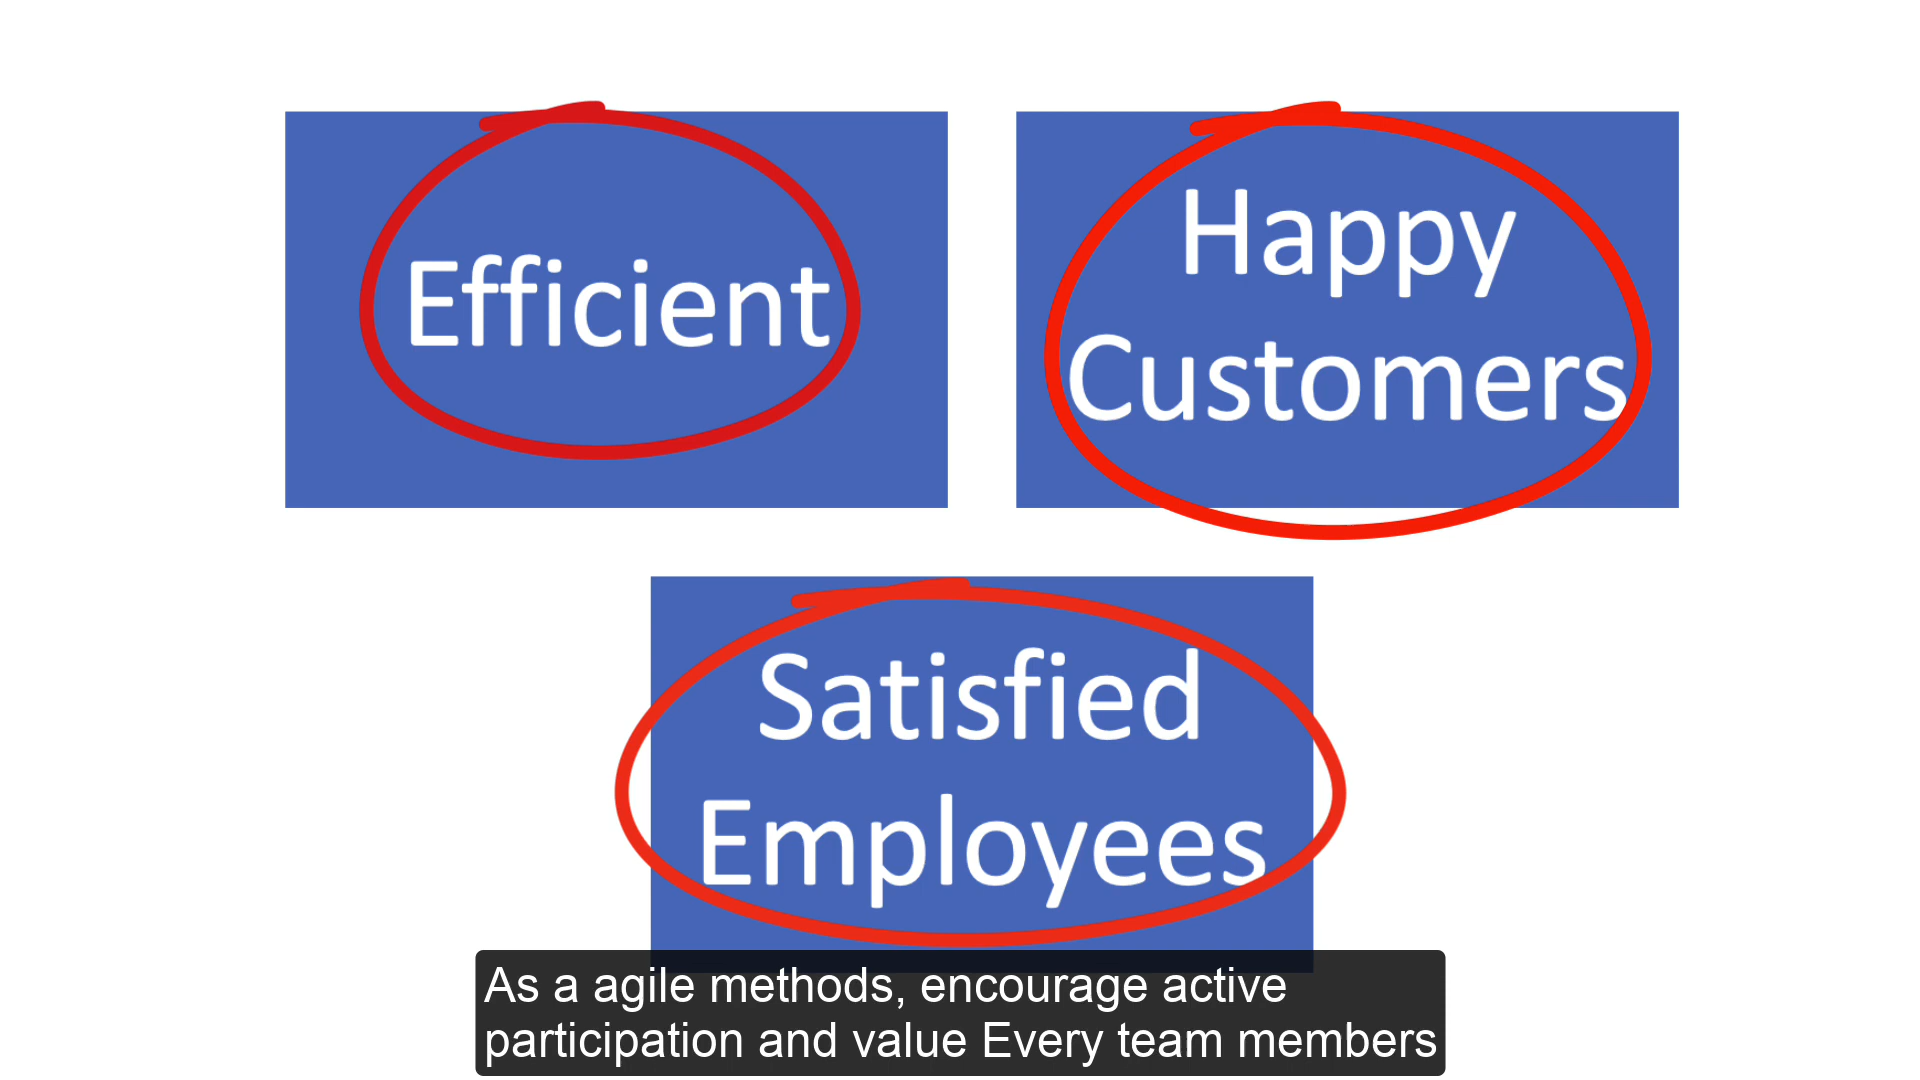 Efficient
Happy
Customers
Satisfied
Employees
As a agile methods, encourage active
participation and value Every team members